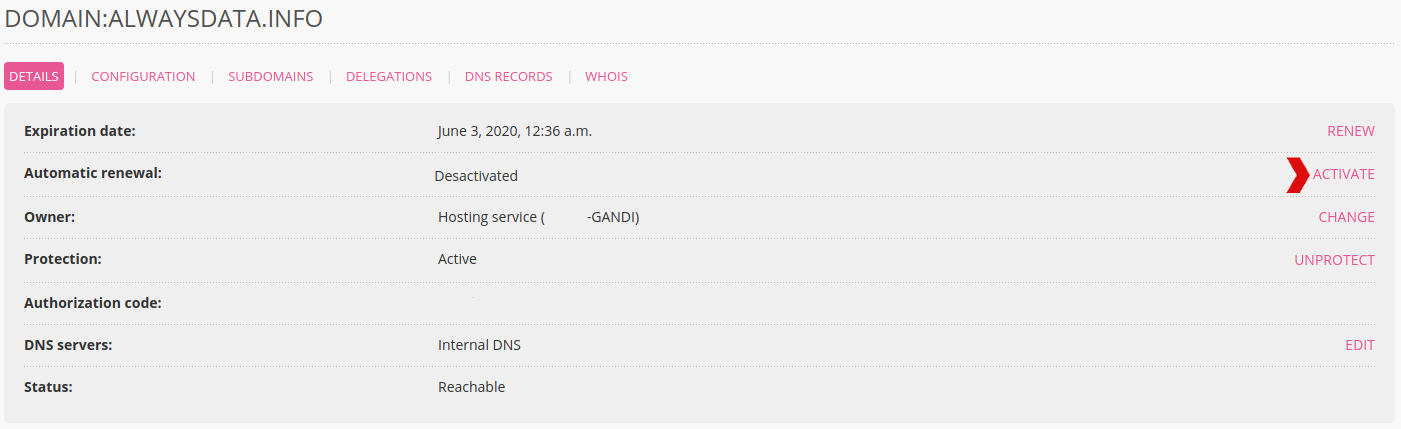 DOMAIN:ALWAYSDATA.INFO
DETAILS | CONFIGURATION | SUBDOMAINS | DELEGATIONS | DNS RECORDS | WHOIS
Expiration date: June 3, 2020, 12:36 a.m. RENEW
Automatic renewal: Desactivated ACTIVATE
Owner: Hosting service ( -GANDI) CHANGE
Protection: Active UNPROTECT
Authorization code:
DNS servers: Internal DNS EDIT
Status: Reachable